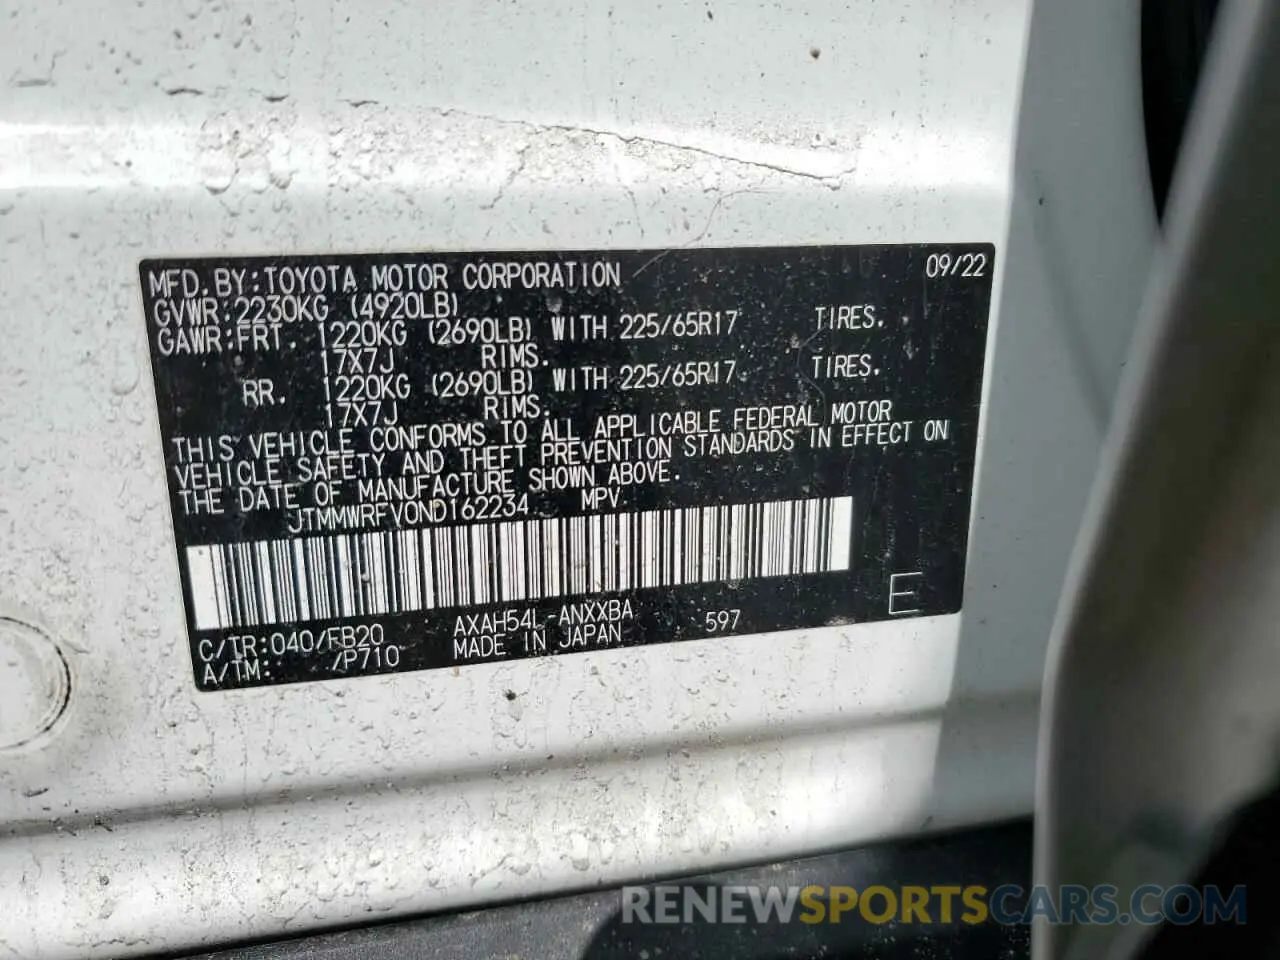 MFD. BY: TOYOTA MOTOR CORPORATION 09/22
GVWR: 2230KG (4920LB)
GAWR: FRT. 1220KG (2690LB) WITH 225/65R17 TIRES.
17X7J RIMS.
RR. 1220KG (2690LB) WITH 225/65R17 TIRES.
17X7J RIMS.
THIS VEHICLE CONFORMS TO ALL APPLICABLE FEDERAL MOTOR
VEHICLE SAFETY AND THEFT PREVENTION STANDARDS IN EFFECT ON
THE DATE OF MANUFACTURE SHOWN ABOVE.
JTMMWRFV0ND162234 MPV
E
C/TR: 040/FB20 AXAH54L-ANXXBA 597
A/TM: /P710 MADE IN JAPAN
RENEWSPORTSCARS.COM